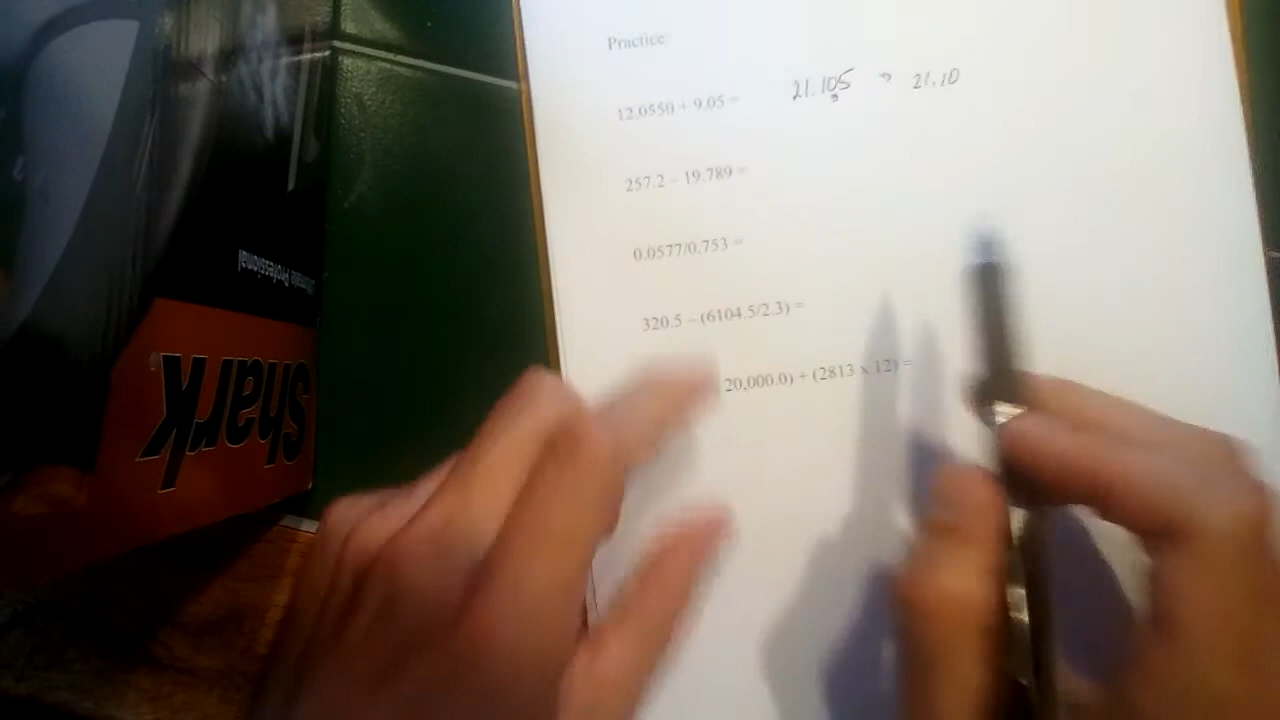 Practice:
12.0550 + 9.05 = 21.105 → 21.10
257.2 – 19.789 =
0.0577/0.753 =
320.5 – (6104.5/2.3) =
20,000.0) + (2813 x 12) =
Professional
Shark